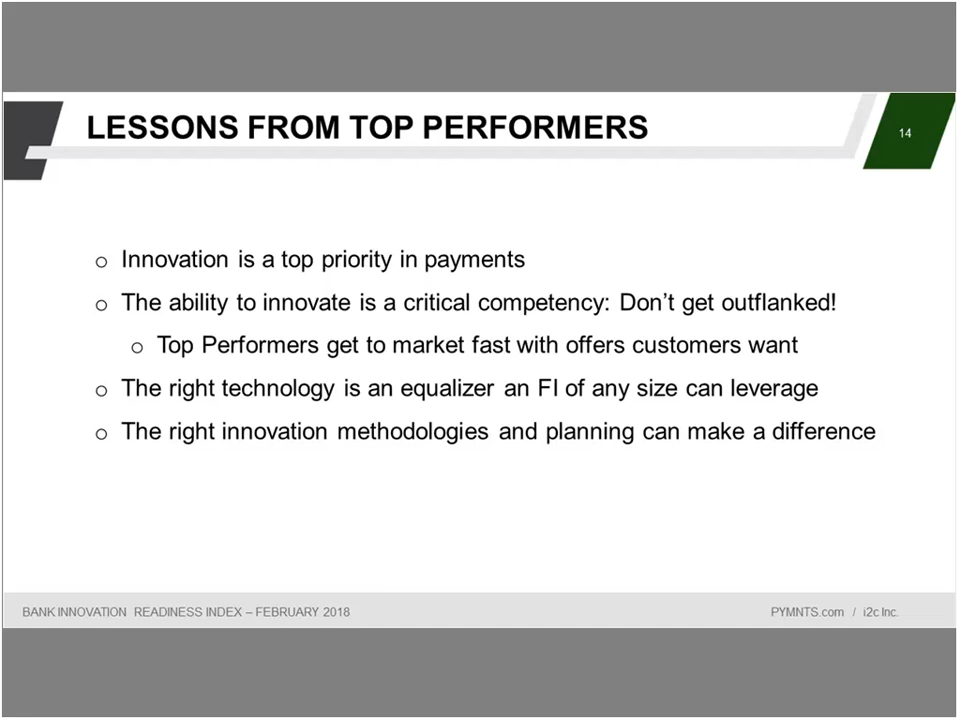 LESSONS FROM TOP PERFORMERS
14
o Innovation is a top priority in payments
o The ability to innovate is a critical competency: Don’t get outflanked!
o Top Performers get to market fast with offers customers want
o The right technology is an equalizer an FI of any size can leverage
o The right innovation methodologies and planning can make a difference
BANK INNOVATION READINESS INDEX – FEBRUARY 2018
PYMNTS.com / i2c Inc.